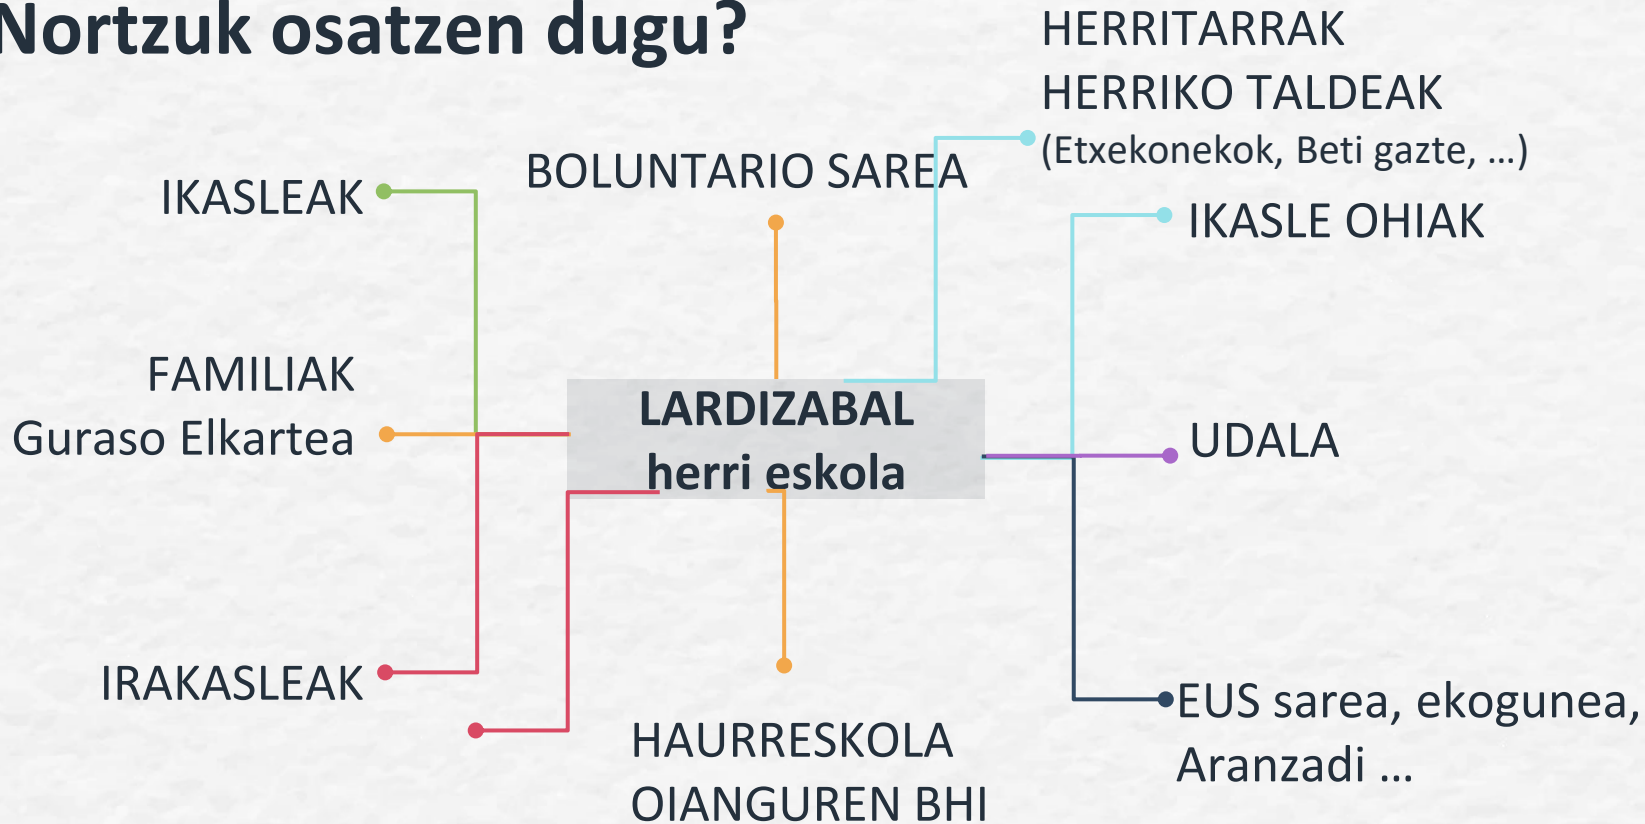 Nortzuk osatzen dugu?
HERRITARRAK
HERRIKO TALDEAK
(Etxekonekok, Beti gazte, ...)
BOLUNTARIO SAREA
IKASLEAK
IKASLE OHIAK
FAMILIAK
Guraso Elkartea
LARDIZABAL
herri eskola
UDALA
IRAKASLEAK
EUS sarea, ekogunea,
Aranzadi ...
HAURRESKOLA
OIANGUREN BHI